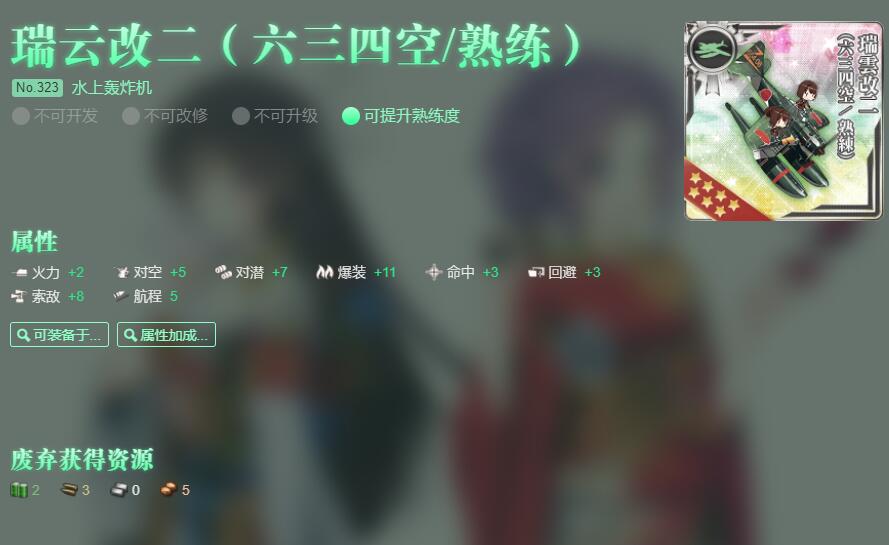 瑞云改二（六三四空/熟练）
No.323 水上轰炸机
不可开发 不可改修 不可升级 可提升熟练度
瑞雲改二
（六三四空／熟練）
属性
火力 +2 对空 +5 对潜 +7 爆装 +11 命中 +3 回避 +3
索敌 +8 航程 5
可装备于... 属性加成...
废弃获得资源
2 3 0 5